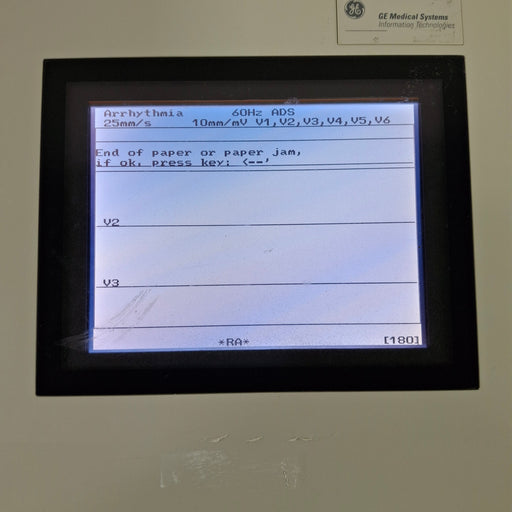 GE Medical Systems
Information Technologies
Arrhythmia 60Hz ADS
25mm/s 10mm/mV V1,V2,V3,V4,V5,V6
End of paper or paper jam,
if ok, press key: <--'
V2
V3
*RA* [180]